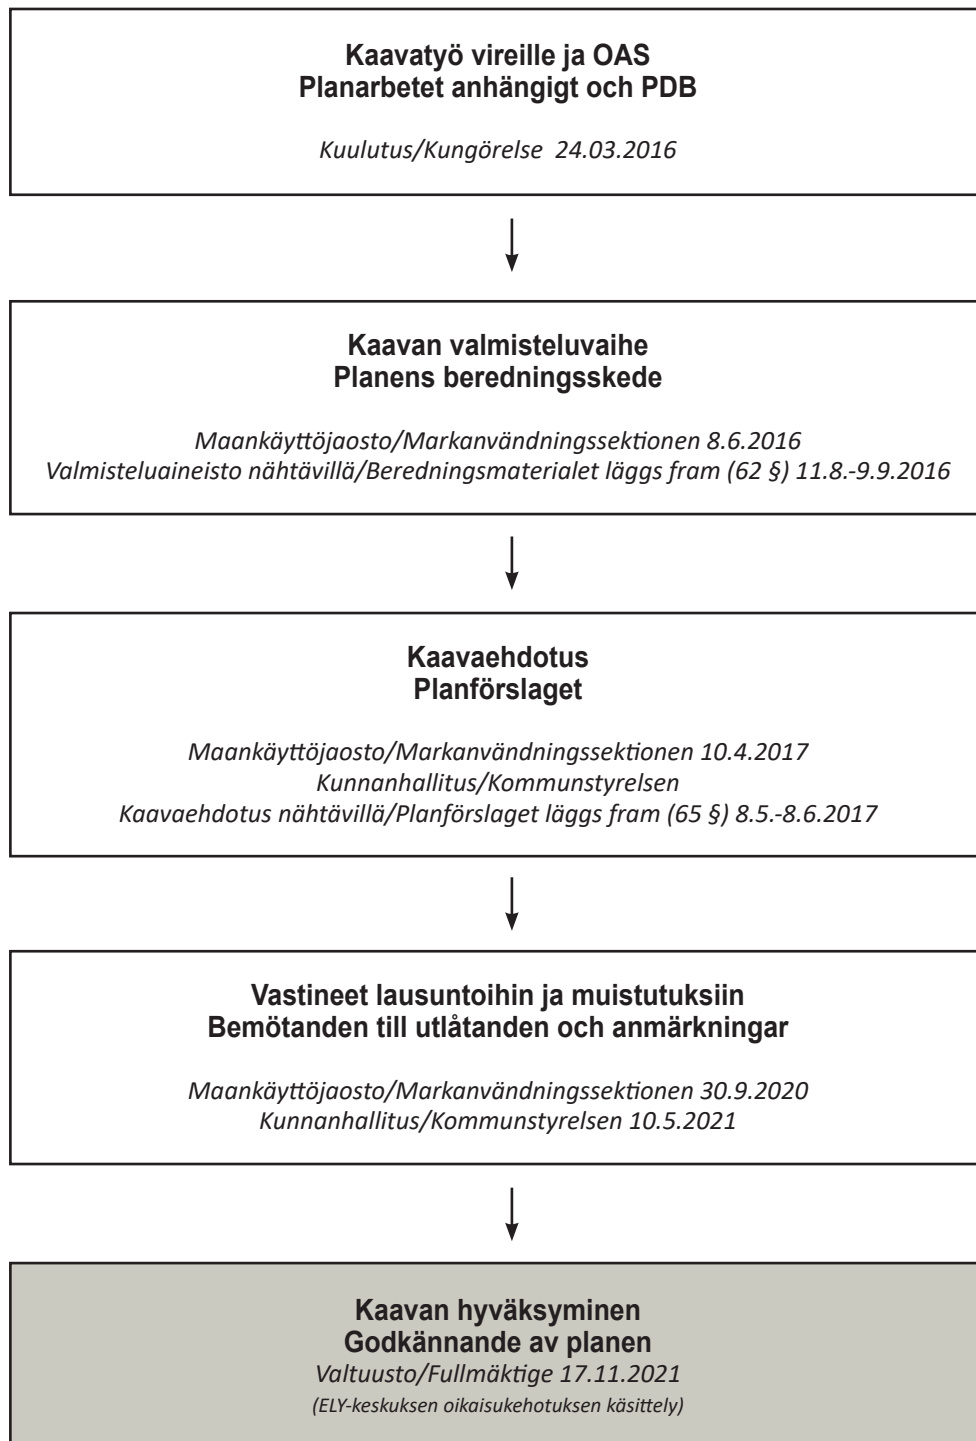 Kaavatyö vireille ja OAS
Planarbetet anhängigt och PDB
Kuulutus/Kungörelse 24.03.2016
Kaavan valmisteluvaihe
Planens beredningsskede
Maankäyttöjaosto/Markanvändningssektionen 8.6.2016
Valmisteluaineisto nähtävillä/Beredningsmaterialet läggs fram (62 §) 11.8.-9.9.2016
Kaavaehdotus
Planförslaget
Maankäyttöjaosto/Markanvändningssektionen 10.4.2017
Kunnanhallitus/Kommunstyrelsen
Kaavaehdotus nähtävillä/Planförslaget läggs fram (65 §) 8.5.-8.6.2017
Vastineet lausuntoihin ja muistutuksiin
Bemötanden till utlåtanden och anmärkningar
Maankäyttöjaosto/Markanvändningssektionen 30.9.2020
Kunnanhallitus/Kommunstyrelsen 10.5.2021
Kaavan hyväksyminen
Godkännande av planen
Valtuusto/Fullmäktige 17.11.2021
(ELY-keskuksen oikaisukehotuksen käsittely)